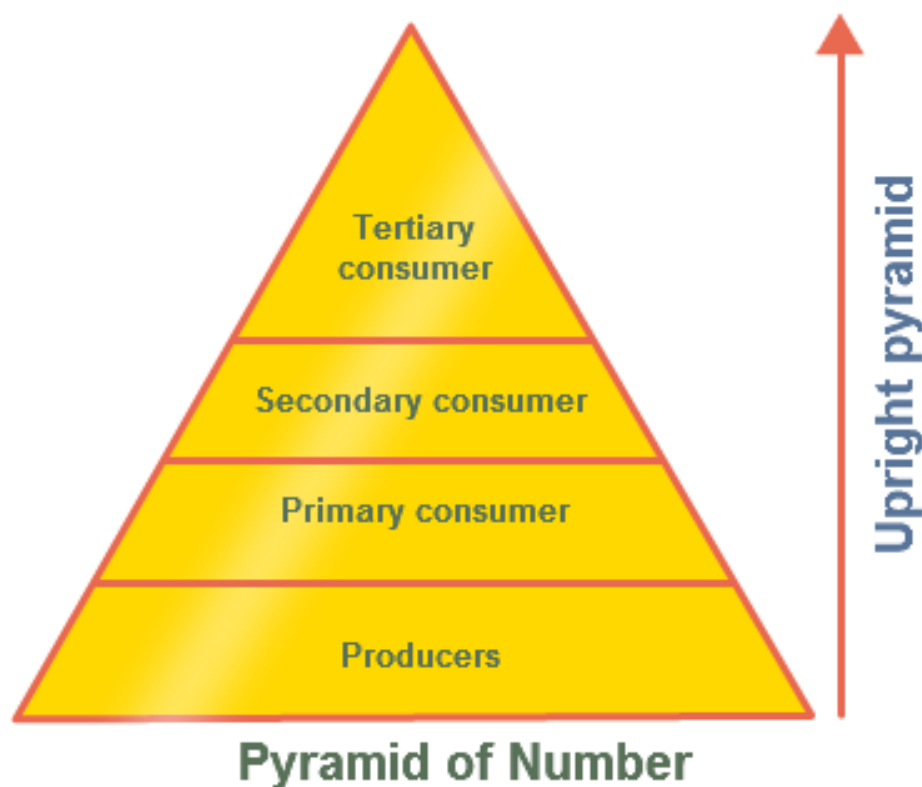 Tertiary
consumer
Secondary consumer
Primary consumer
Producers
Upright pyramid
Pyramid of Number